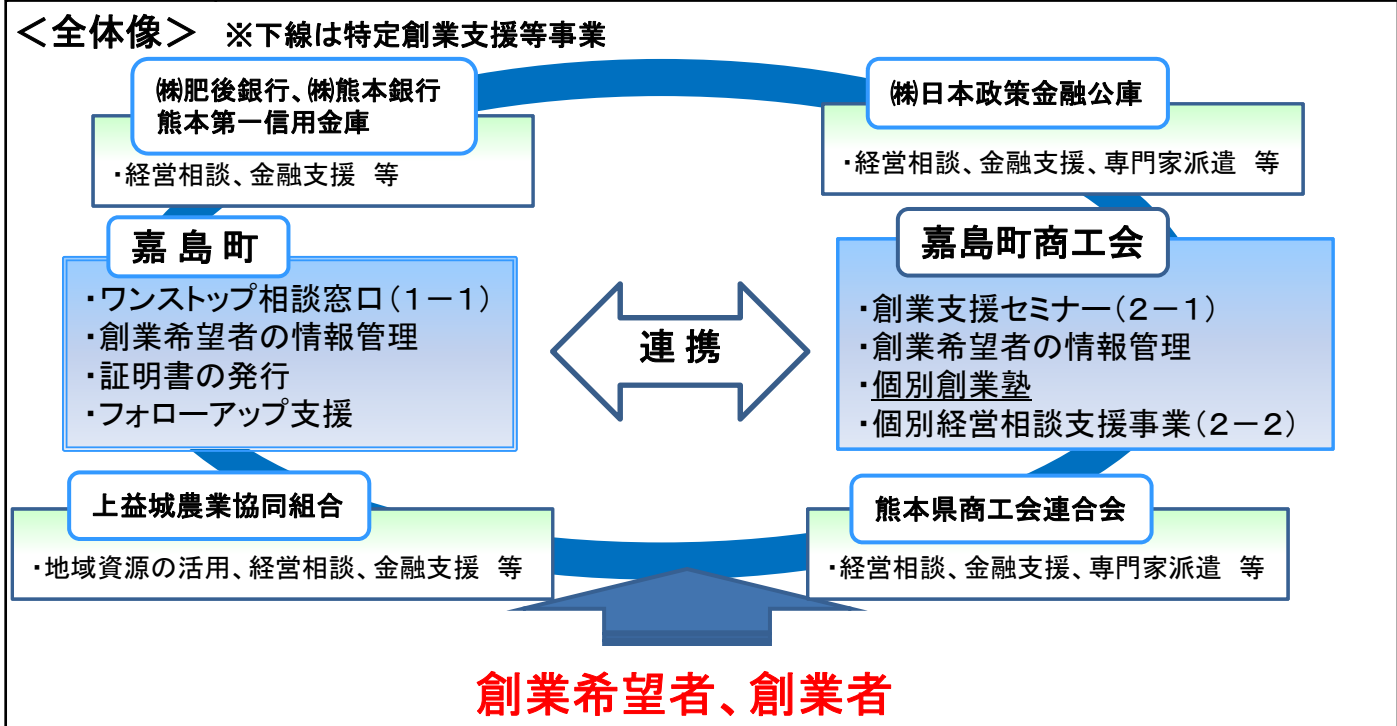 ＜全体像＞ ※下線は特定創業支援等事業
㈱肥後銀行、㈱熊本銀行
熊本第一信用金庫
・経営相談、金融支援　等
㈱日本政策金融公庫
・経営相談、金融支援、専門家派遣　等
嘉 島 町
・ワンストップ相談窓口（１－１）
・創業希望者の情報管理
・証明書の発行
・フォローアップ支援
連 携
嘉島町商工会
・創業支援セミナー（２－１）
・創業希望者の情報管理
・個別創業塾
・個別経営相談支援事業（２－２）
上益城農業協同組合
・地域資源の活用、経営相談、金融支援　等
熊本県商工会連合会
・経営相談、金融支援、専門家派遣　等
創業希望者、創業者